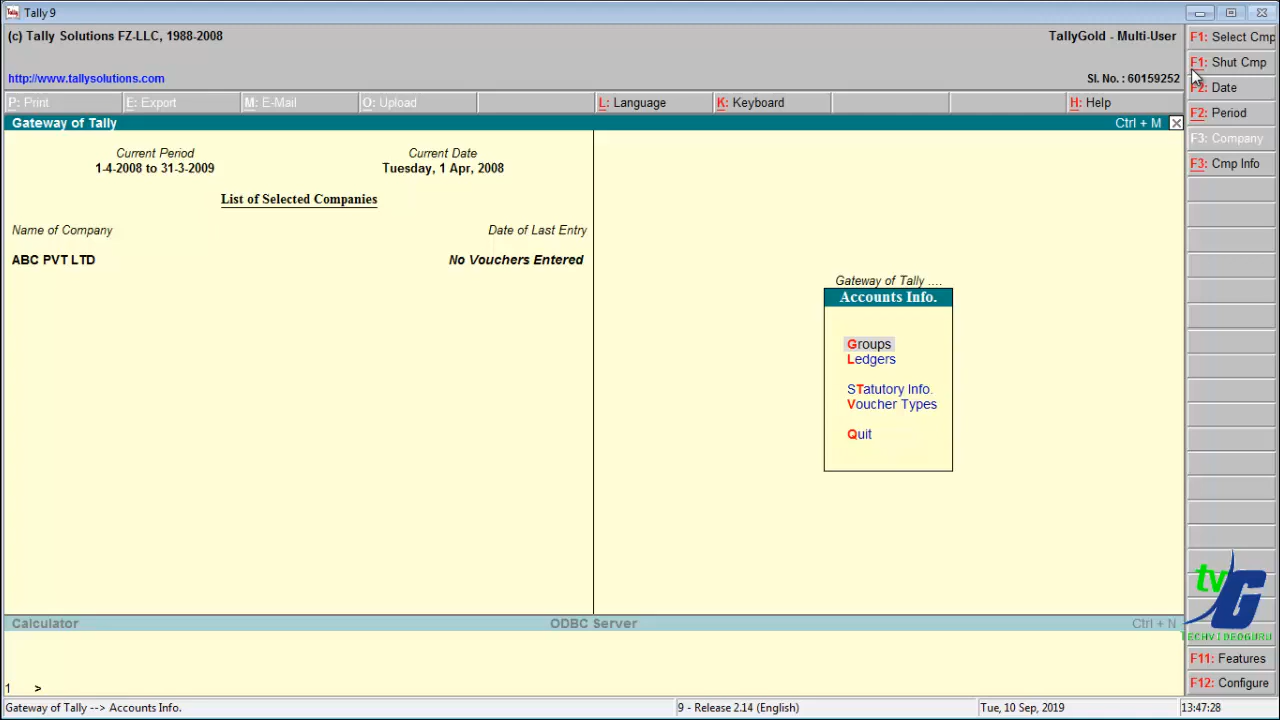 Tally 9
(c) Tally Solutions FZ-LLC, 1988-2008
TallyGold - Multi-User
http://www.tallysolutions.com
Sl. No. : 60159252
P: Print
E: Export
M: E-Mail
O: Upload
L: Language
K: Keyboard
H: Help
Gateway of Tally
Ctrl + M
Current Period
Current Date
1-4-2008 to 31-3-2009
Tuesday, 1 Apr, 2008
List of Selected Companies
Name of Company
Date of Last Entry
ABC PVT LTD
No Vouchers Entered
Gateway of Tally ....
Accounts Info.
Groups
Ledgers
STatutory Info.
Voucher Types
Quit
F1: Select Cmp
F1: Shut Cmp
F2: Date
F2: Period
F3: Company
F3: Cmp Info
F11: Features
F12: Configure
tvG
TECHVIDEOGURU
Calculator
ODBC Server
Ctrl + N
1 >
Gateway of Tally --> Accounts Info.
9 - Release 2.14 (English)
Tue, 10 Sep, 2019
13:47:28